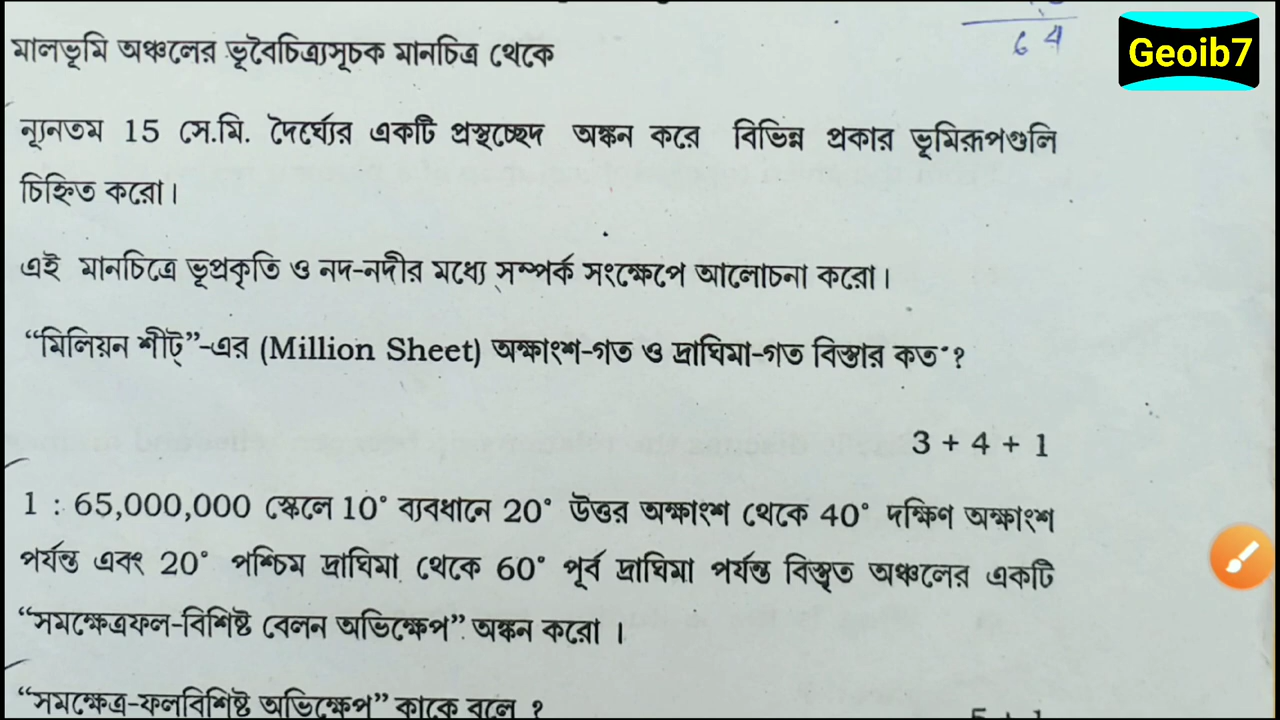 64
Geoib7
মালভূমি অঞ্চলের ভূবৈচিত্র্যসূচক মানচিত্র থেকে
ন্যূনতম 15 সে.মি. দৈর্ঘ্যের একটি প্রস্থচ্ছেদ অঙ্কন করে বিভিন্ন প্রকার ভূমিরূপগুলি
চিহ্নিত করো।
এই মানচিত্রে ভূপ্রকৃতি ও নদ-নদীর মধ্যে সম্পর্ক সংক্ষেপে আলোচনা করো।
“মিলিয়ন শীট্”-এর (Million Sheet) অক্ষাংশ-গত ও দ্রাঘিমা-গত বিস্তার কত ?
3 + 4 + 1
1 : 65,000,000 স্কেলে 10° ব্যবধানে 20° উত্তর অক্ষাংশ থেকে 40° দক্ষিণ অক্ষাংশ
পর্যন্ত এবং 20° পশ্চিম দ্রাঘিমা থেকে 60° পূর্ব দ্রাঘিমা পর্যন্ত বিস্তৃত অঞ্চলের একটি
“সমক্ষেত্রফল-বিশিষ্ট বেলন অভিক্ষেপ” অঙ্কন করো ।
“সমক্ষেত্র-ফলবিশিষ্ট অভিক্ষেপ” কাকে বলে ?